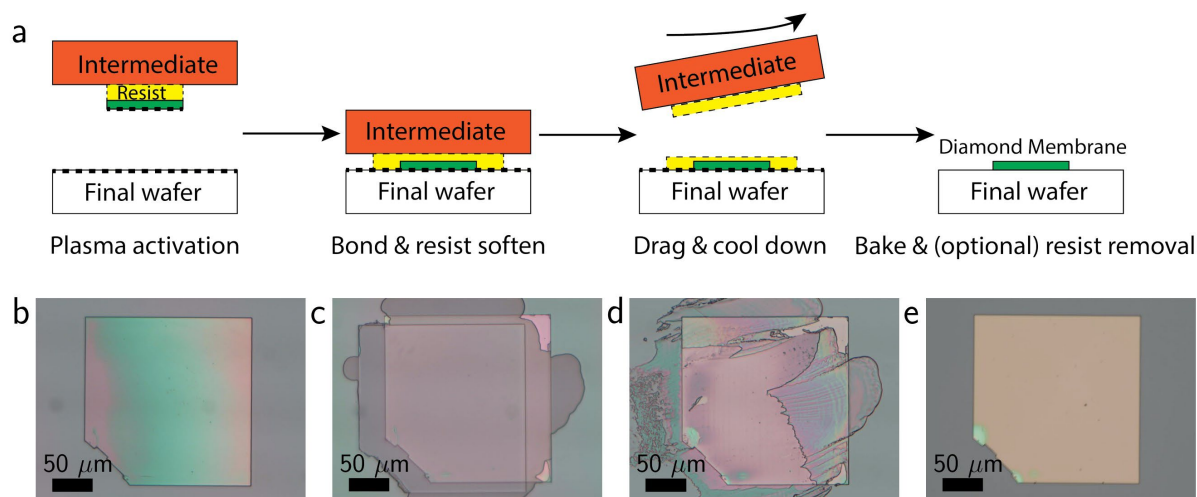 a
Intermediate
Resist
Final wafer
Plasma activation
Intermediate
Final wafer
Bond & resist soften
Intermediate
Final wafer
Drag & cool down
Diamond Membrane
Final wafer
Bake & (optional) resist removal
b
50 μm
c
50 μm
d
50 μm
e
50 μm